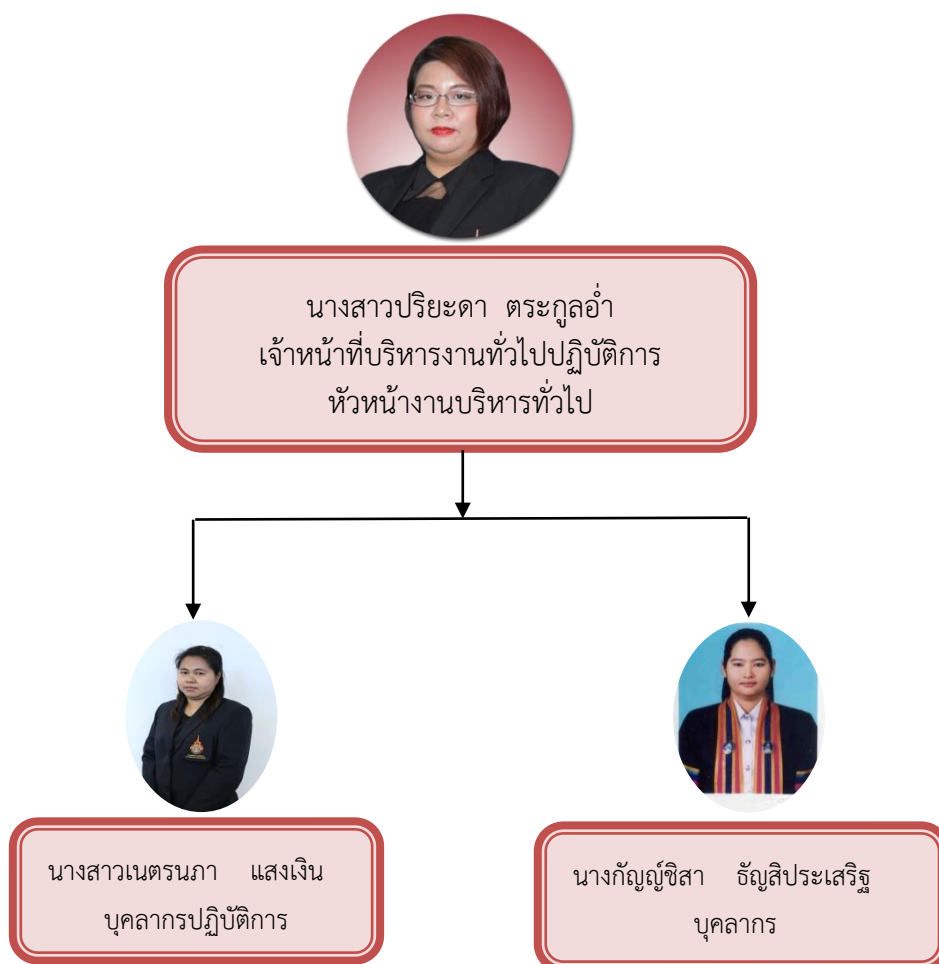 นางสาวปริยะดา ตระกูลอ่ำ
เจ้าหน้าที่บริหารงานทั่วไปปฏิบัติการ
หัวหน้างานบริหารทั่วไป
นางสาวเนตรนภา แสงเงิน
บุคลากรปฏิบัติการ
นางกัญญ์ชิสา ธัญสิประเสริฐ
บุคลากร